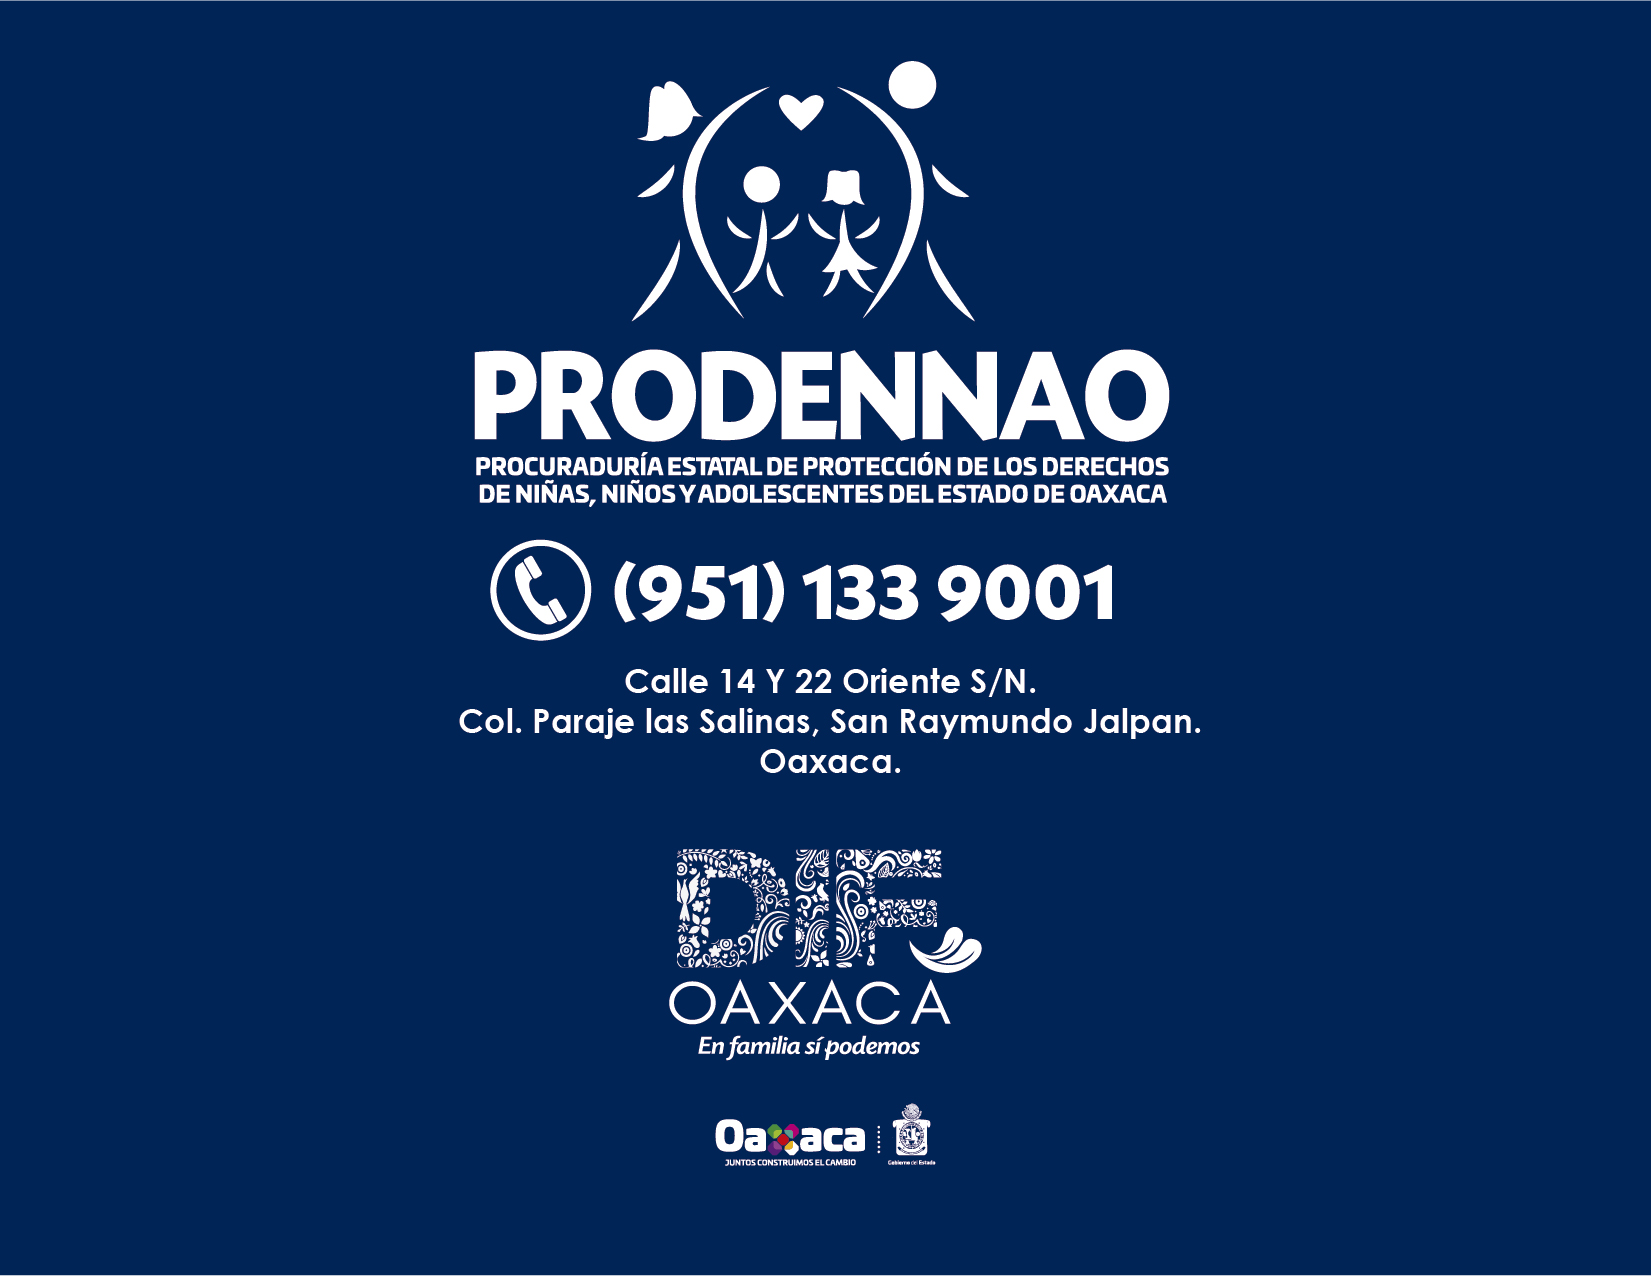 PRODENNAO
PROCURADURÍA ESTATAL DE PROTECCIÓN DE LOS DERECHOS
DE NIÑAS, NIÑOS Y ADOLESCENTES DEL ESTADO DE OAXACA
(951) 133 9001
Calle 14 Y 22 Oriente S/N.
Col. Paraje las Salinas, San Raymundo Jalpan.
Oaxaca.
DIF
OAXACA
En familia sí podemos
Oaxaca
JUNTOS CONSTRUIMOS EL CAMBIO
Gobierno del Estado